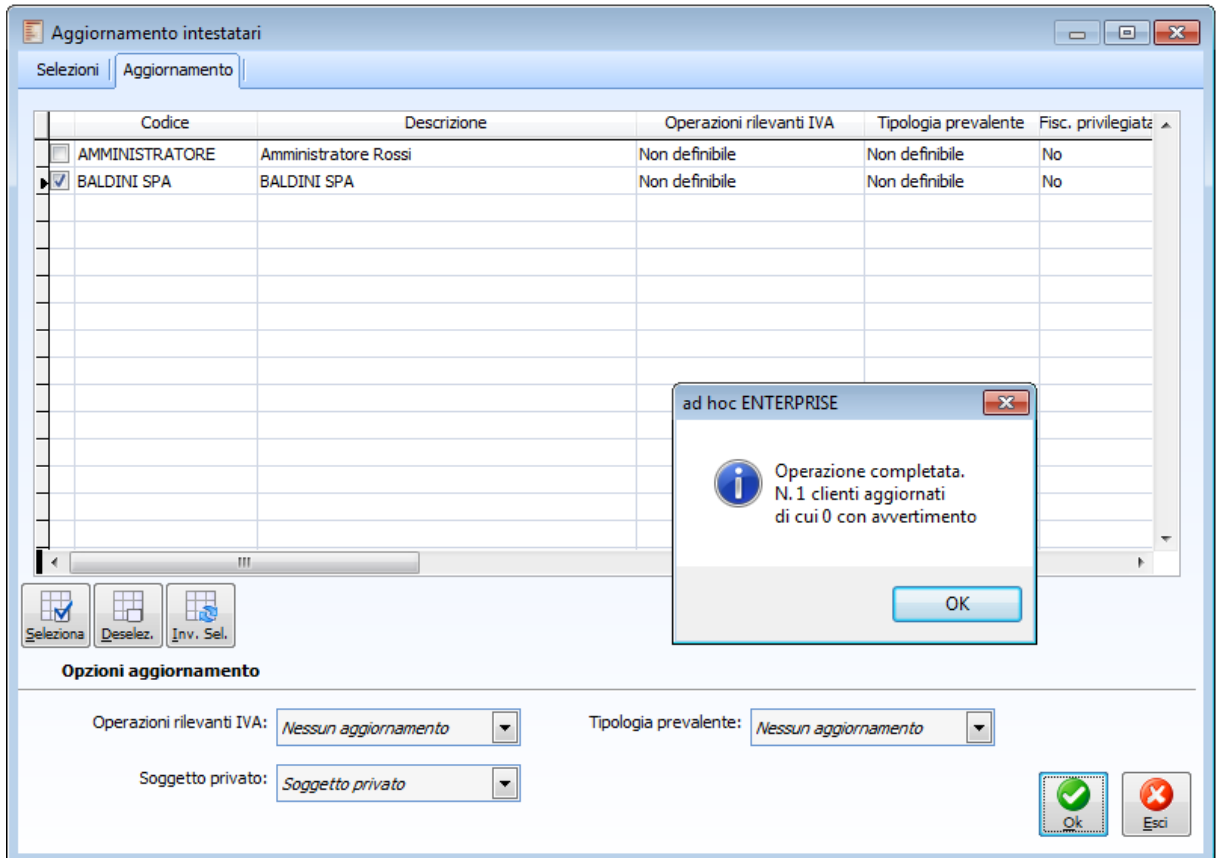 Aggiornamento intestatari
Selezioni Aggiornamento
Codice Descrizione Operazioni rilevanti IVA Tipologia prevalente Fisc. privilegiata
AMMINISTRATORE Amministratore Rossi Non definibile Non definibile No
BALDINI SPA BALDINI SPA Non definibile Non definibile No
ad hoc ENTERPRISE
Operazione completata.
N. 1 clienti aggiornati
di cui 0 con avvertimento
OK
Seleziona Deselez. Inv. Sel.
Opzioni aggiornamento
Operazioni rilevanti IVA: Nessun aggiornamento Tipologia prevalente: Nessun aggiornamento
Soggetto privato: Soggetto privato
Ok Esci